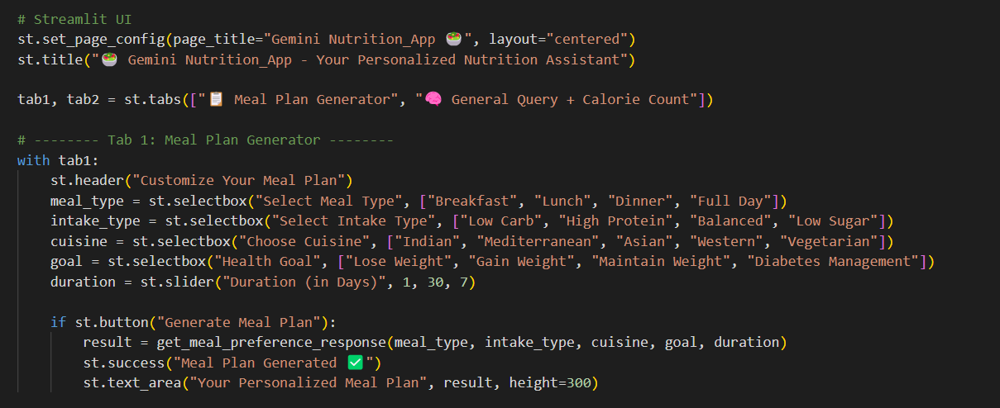 # Streamlit UI
st.set_page_config(page_title="Gemini Nutrition_App 🥗", layout="centered")
st.title("🥗 Gemini Nutrition_App - Your Personalized Nutrition Assistant")
tab1, tab2 = st.tabs(["📋 Meal Plan Generator", "🧠 General Query + Calorie Count"])
# -------- Tab 1: Meal Plan Generator --------
with tab1:
    st.header("Customize Your Meal Plan")
    meal_type = st.selectbox("Select Meal Type", ["Breakfast", "Lunch", "Dinner", "Full Day"])
    intake_type = st.selectbox("Select Intake Type", ["Low Carb", "High Protein", "Balanced", "Low Sugar"])
    cuisine = st.selectbox("Choose Cuisine", ["Indian", "Mediterranean", "Asian", "Western", "Vegetarian"])
    goal = st.selectbox("Health Goal", ["Lose Weight", "Gain Weight", "Maintain Weight", "Diabetes Management"])
    duration = st.slider("Duration (in Days)", 1, 30, 7)
    if st.button("Generate Meal Plan"):
        result = get_meal_preference_response(meal_type, intake_type, cuisine, goal, duration)
        st.success("Meal Plan Generated ✅")
        st.text_area("Your Personalized Meal Plan", result, height=300)